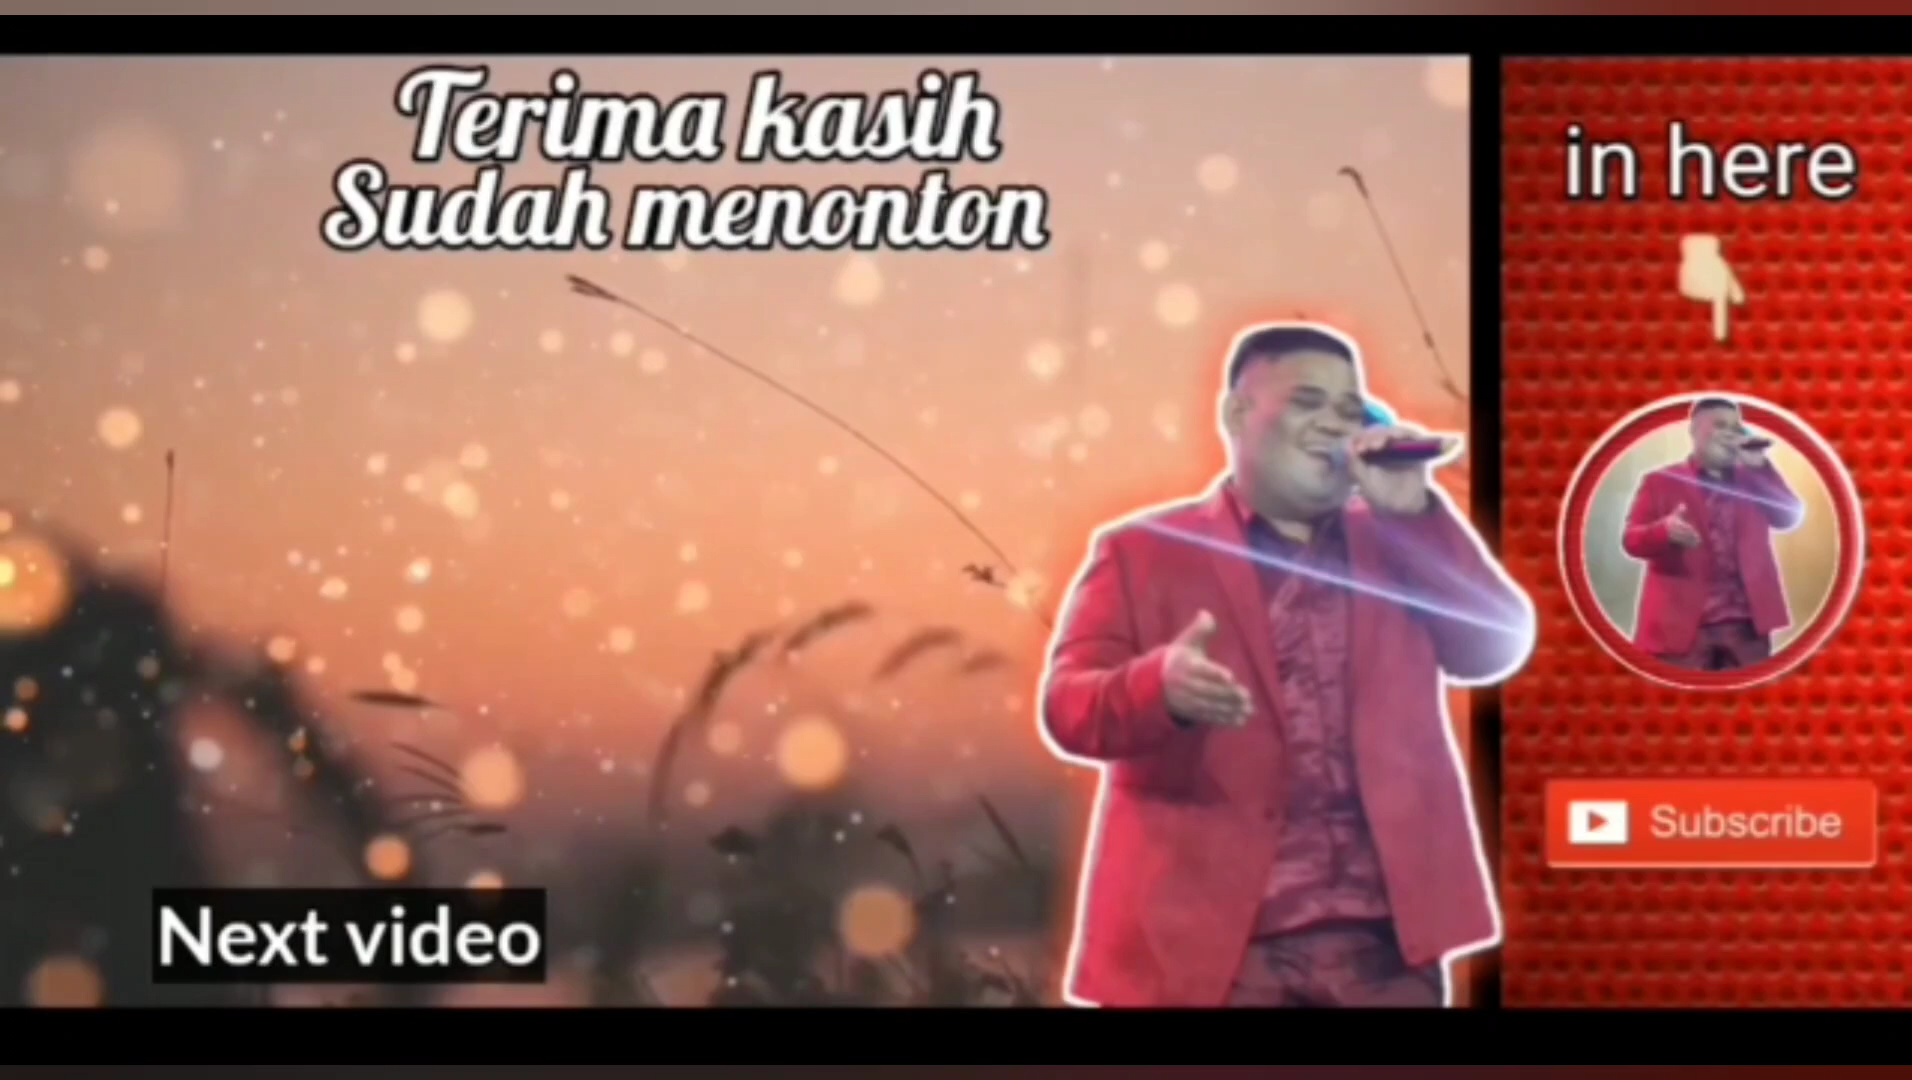 Terima kasih
Sudah menonton
in here
Subscribe
Next video